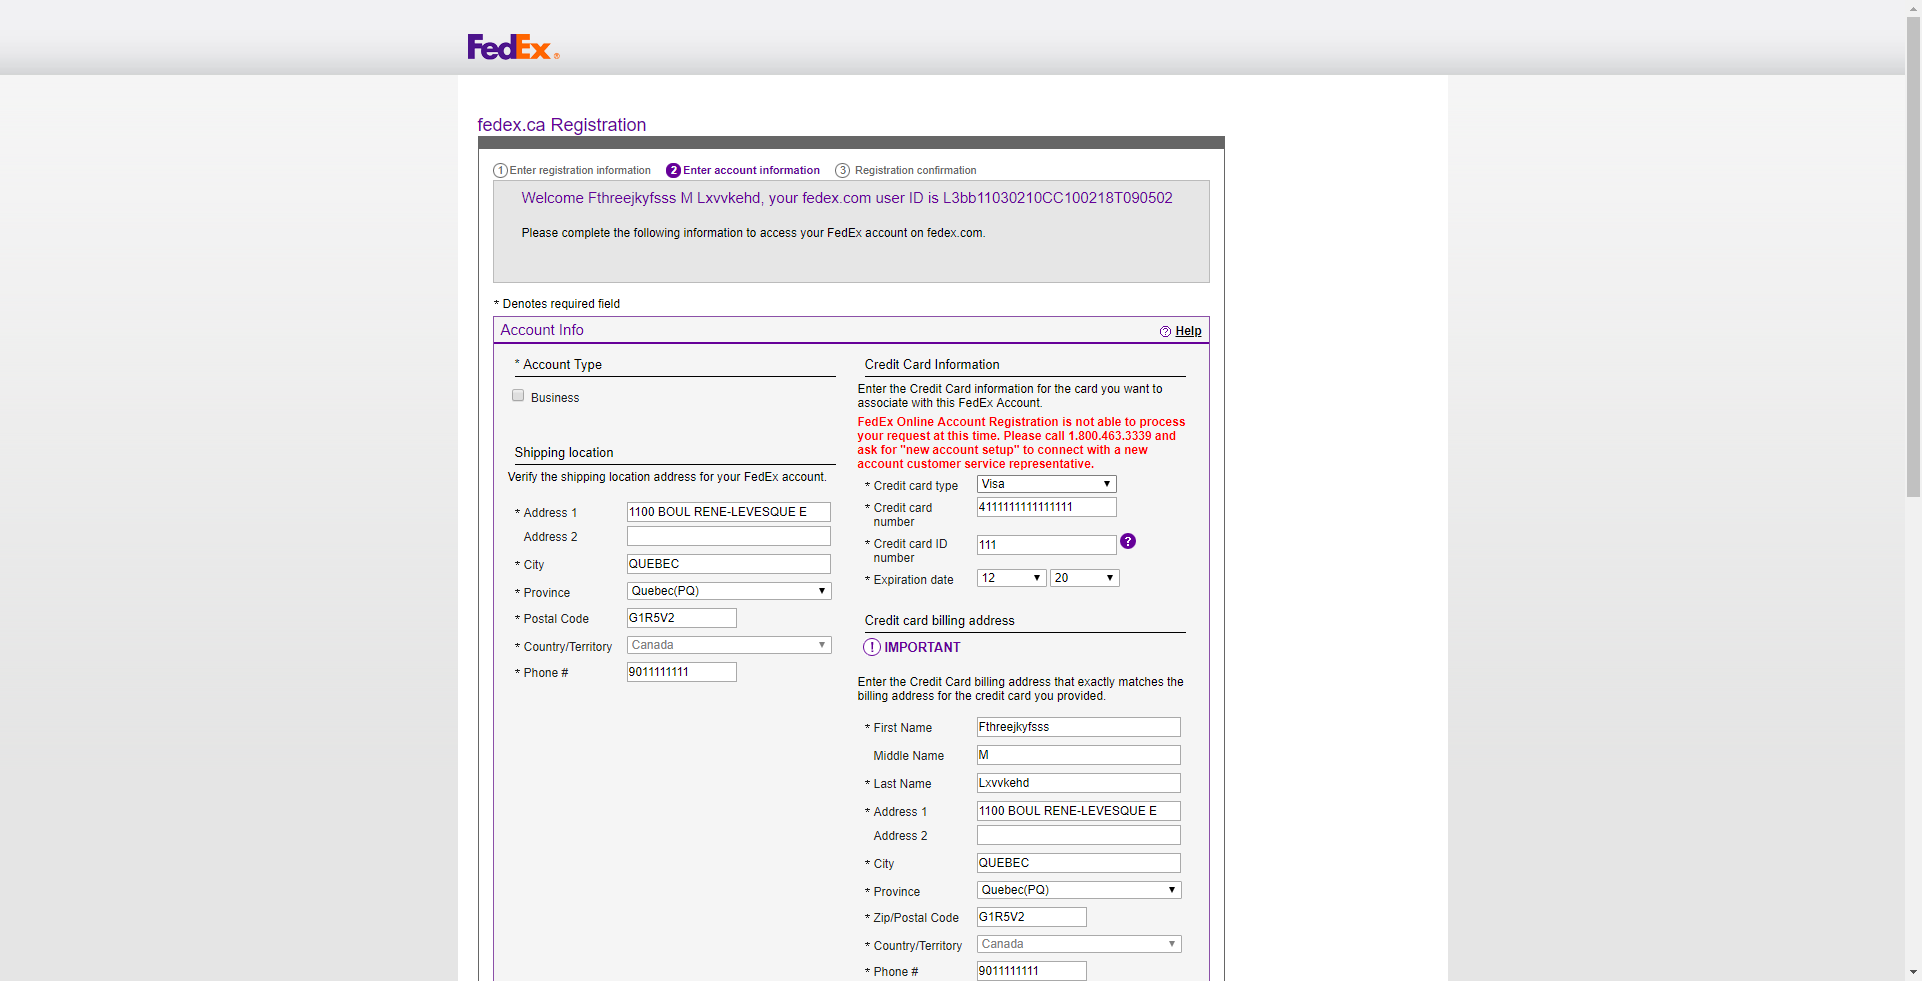 FedEx®
fedex.ca Registration
1 Enter registration information 2 Enter account information 3 Registration confirmation
Welcome Fthreejkyfsss M Lxvvkehd, your fedex.com user ID is L3bb11030210CC100218T090502
Please complete the following information to access your FedEx account on fedex.com.
* Denotes required field
Account Info
? Help
* Account Type
Business
Shipping location
Verify the shipping location address for your FedEx account.
* Address 1 1100 BOUL RENE-LEVESQUE E
Address 2
* City QUEBEC
* Province Quebec(PQ)
* Postal Code G1R5V2
* Country/Territory Canada
* Phone # 9011111111
Credit Card Information
Enter the Credit Card information for the card you want to
associate with this FedEx Account.
FedEx Online Account Registration is not able to process
your request at this time. Please call 1.800.463.3339 and
ask for "new account setup" to connect with a new
account customer service representative.
* Credit card type Visa
* Credit card
number 4111111111111111
* Credit card ID
number 111 ?
* Expiration date 12 20
Credit card billing address
! IMPORTANT
Enter the Credit Card billing address that exactly matches the
billing address for the credit card you provided.
* First Name Fthreejkyfsss
Middle Name M
* Last Name Lxvvkehd
* Address 1 1100 BOUL RENE-LEVESQUE E
Address 2
* City QUEBEC
* Province Quebec(PQ)
* Zip/Postal Code G1R5V2
* Country/Territory Canada
* Phone # 9011111111